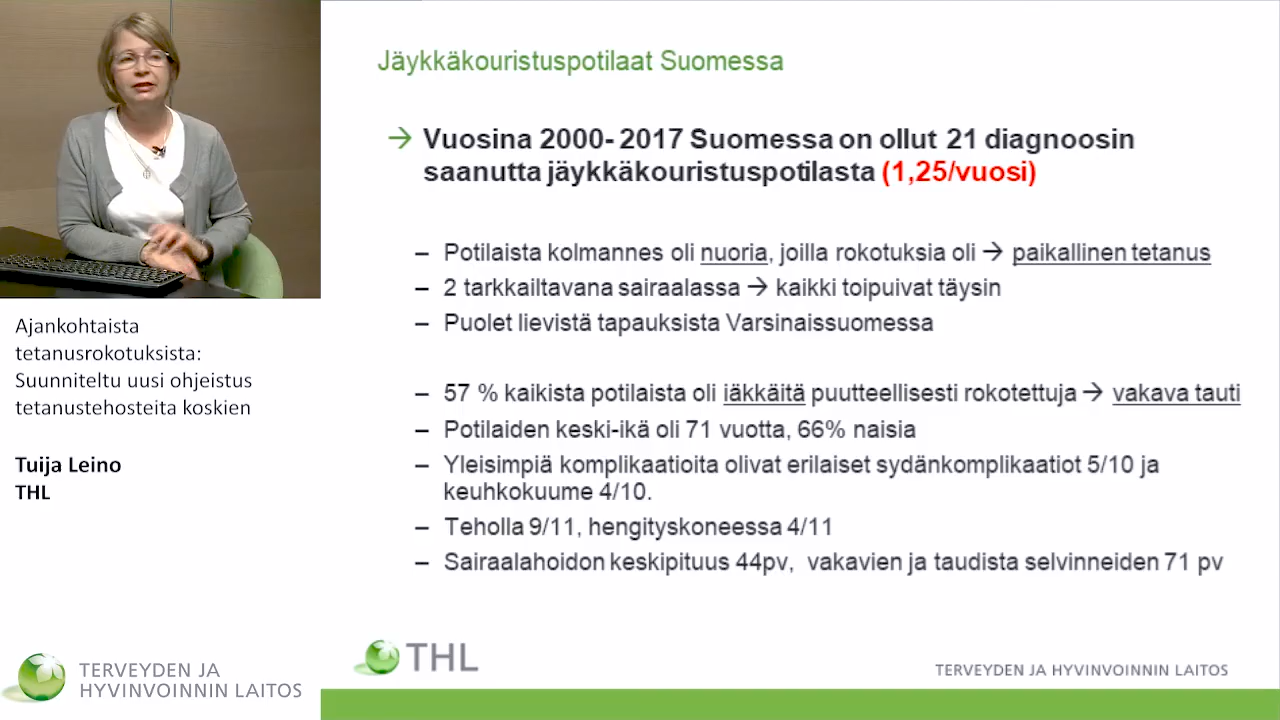 Jäykkäkouristuspotilaat Suomessa
→ Vuosina 2000- 2017 Suomessa on ollut 21 diagnoosin
saanutta jäykkäkouristuspotilasta (1,25/vuosi)
– Potilaista kolmannes oli nuoria, joilla rokotuksia oli → paikallinen tetanus
– 2 tarkkailtavana sairaalassa → kaikki toipuivat täysin
– Puolet lievistä tapauksista Varsinaissuomessa
– 57 % kaikista potilaista oli iäkkäitä puutteellisesti rokotettuja → vakava tauti
– Potilaiden keski-ikä oli 71 vuotta, 66% naisia
– Yleisimpiä komplikaatioita olivat erilaiset sydänkomplikaatiot 5/10 ja
keuhkokuume 4/10.
– Teholla 9/11, hengityskoneessa 4/11
– Sairaalahoidon keskipituus 44pv, vakavien ja taudista selvinneiden 71 pv
THL
TERVEYDEN JA HYVINVOINNIN LAITOS
Ajankohtaista
tetanusrokotuksista:
Suunniteltu uusi ohjeistus
tetanustehosteita koskien
Tuija Leino
THL
TERVEYDEN JA
HYVINVOINNIN LAITOS